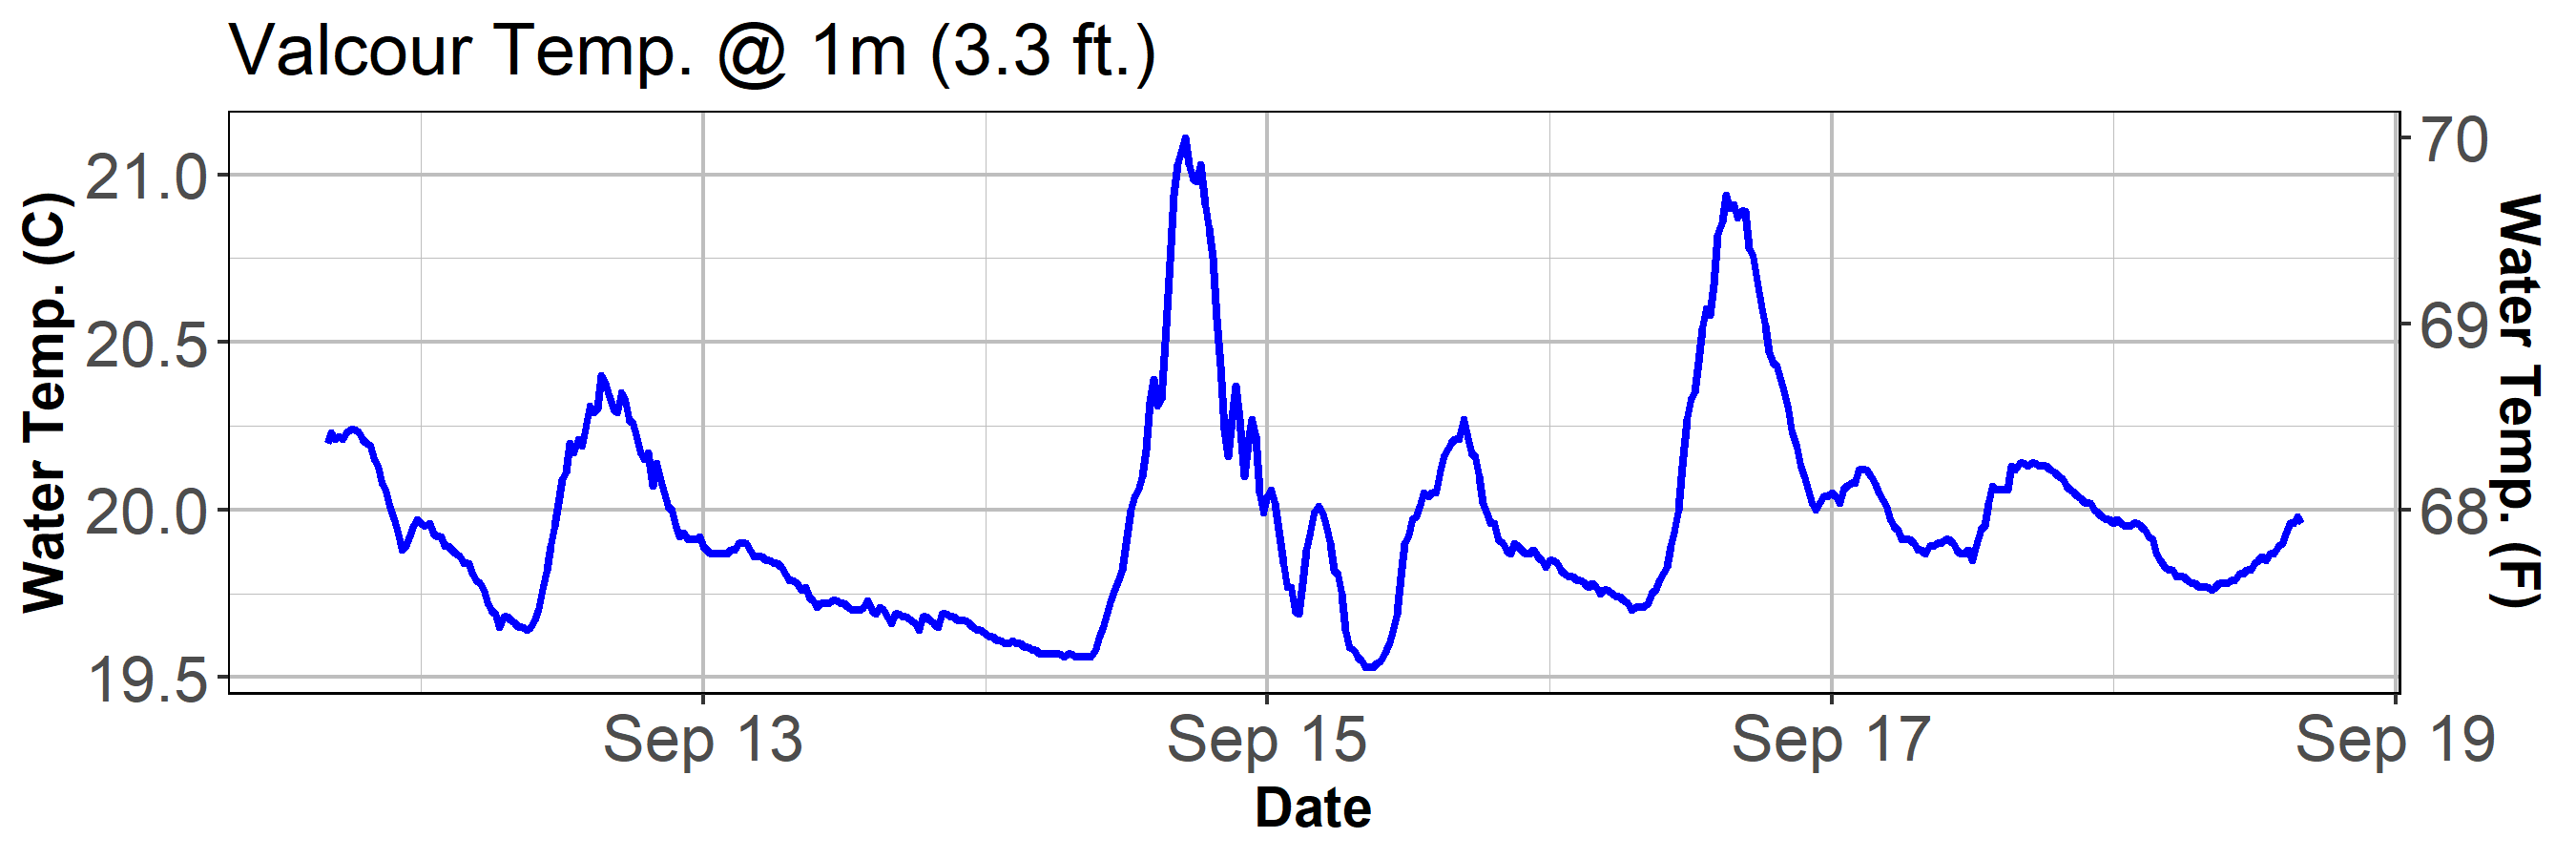 Valcour Temp. @ 1m (3.3 ft.)
Water Temp. (C)
21.0
20.5
20.0
19.5
70
69
68
Water Temp. (F)
Sep 13 Sep 15 Sep 17 Sep 19
Date